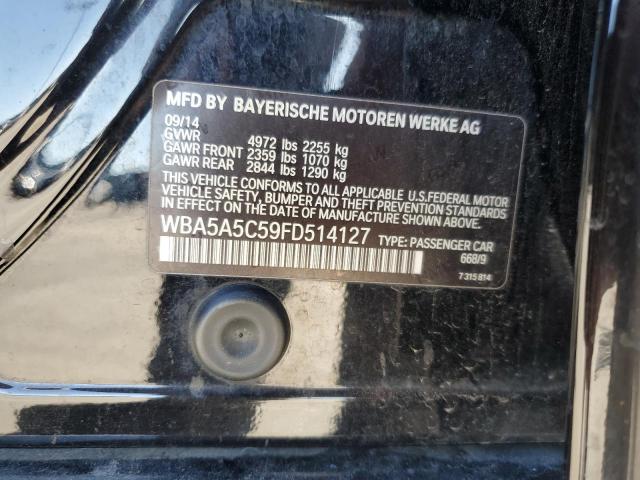 MFD BY BAYERISCHE MOTOREN WERKE AG
09/14
GVWR 4972 lbs 2255 kg
GAWR FRONT 2359 lbs 1070 kg
GAWR REAR 2844 lbs 1290 kg
THIS VEHICLE CONFORMS TO ALL APPLICABLE U.S.FEDERAL MOTOR
VEHICLE SAFETY, BUMPER AND THEFT PREVENTION STANDARDS
IN EFFECT ON THE DATE OF MANUFACTURE SHOWN ABOVE.
WBA5A5C59FD514127 TYPE: PASSENGER CAR
668/9
7 315 814